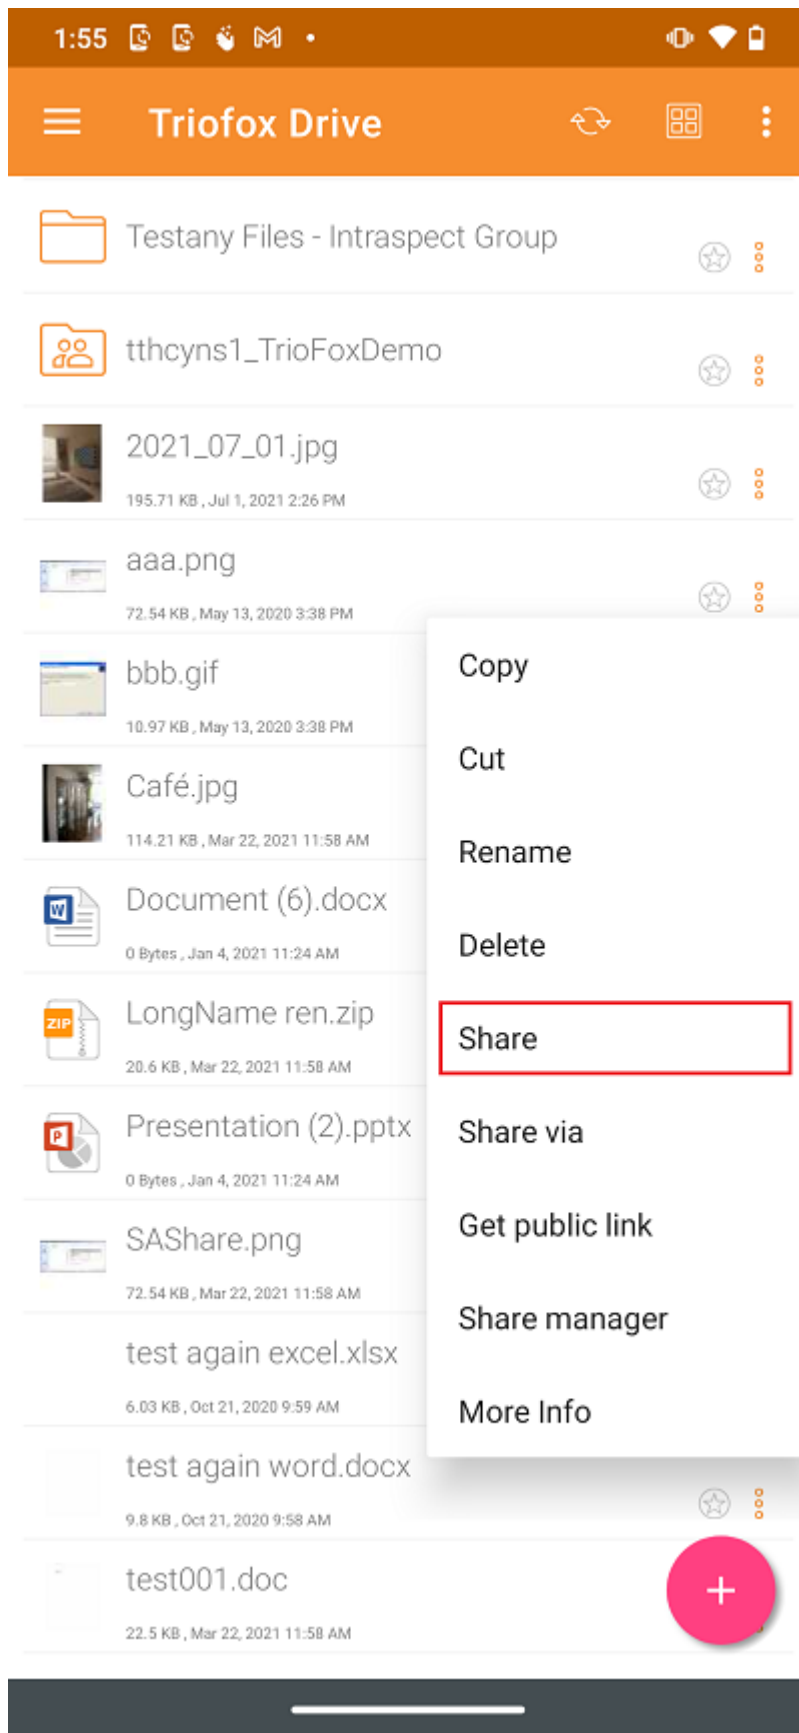 1:55
Triofox Drive
Testany Files - Intraspect Group
tthcyns1_TrioFoxDemo
2021_07_01.jpg
195.71 KB , Jul 1, 2021 2:26 PM
aaa.png
72.54 KB , May 13, 2020 3:38 PM
bbb.gif
10.97 KB , May 13, 2020 3:38 PM
Café.jpg
114.21 KB , Mar 22, 2021 11:58 AM
W
Document (6).docx
0 Bytes , Jan 4, 2021 11:24 AM
ZIP
LongName ren.zip
20.6 KB , Mar 22, 2021 11:58 AM
P
Presentation (2).pptx
0 Bytes , Jan 4, 2021 11:24 AM
SAShare.png
72.54 KB , Mar 22, 2021 11:58 AM
test again excel.xlsx
6.03 KB , Oct 21, 2020 9:59 AM
test again word.docx
9.8 KB , Oct 21, 2020 9:58 AM
test001.doc
22.5 KB , Mar 22, 2021 11:58 AM
Copy
Cut
Rename
Delete
Share
Share via
Get public link
Share manager
More Info